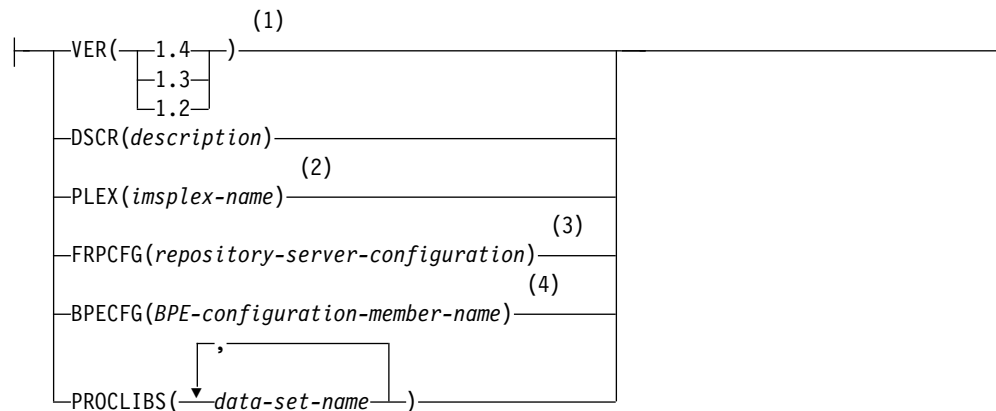 (1)
VER(1.4)
1.3
1.2
DSCR(description)
(2)
PLEX(imsplex-name)
(3)
FRPCFG(repository-server-configuration)
(4)
BPECFG(BPE-configuration-member-name)
,
PROCLIBS(data-set-name)